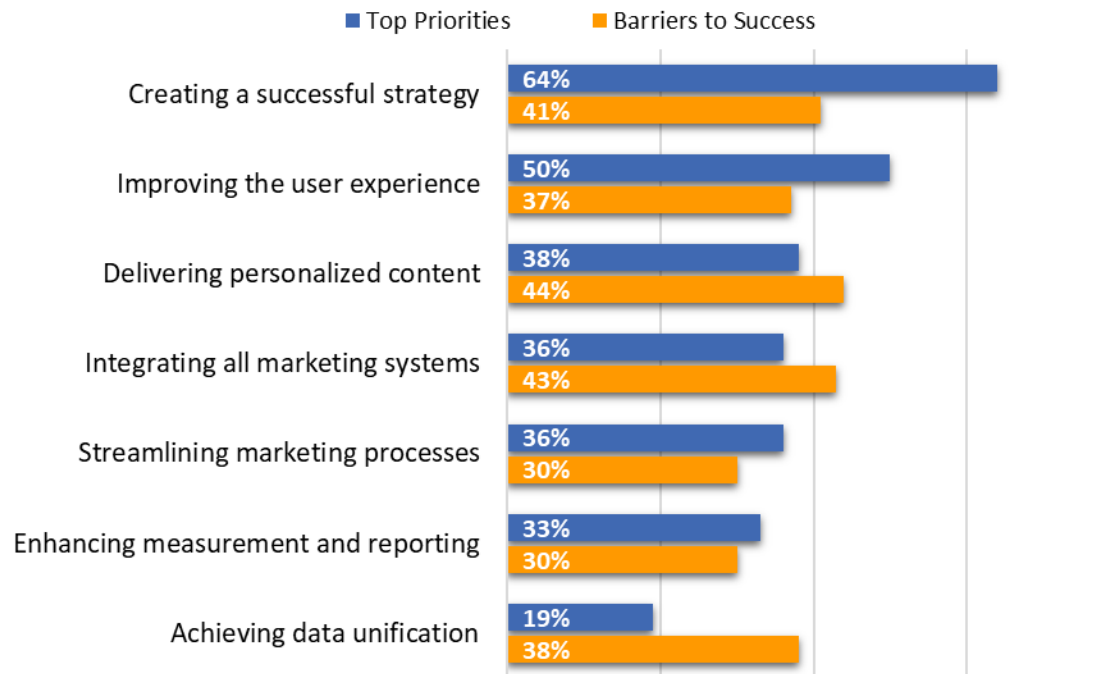 Top Priorities Barriers to Success
Creating a successful strategy 64%
41%
Improving the user experience 50%
37%
Delivering personalized content 38%
44%
Integrating all marketing systems 36%
43%
Streamlining marketing processes 36%
30%
Enhancing measurement and reporting 33%
30%
Achieving data unification 19%
38%